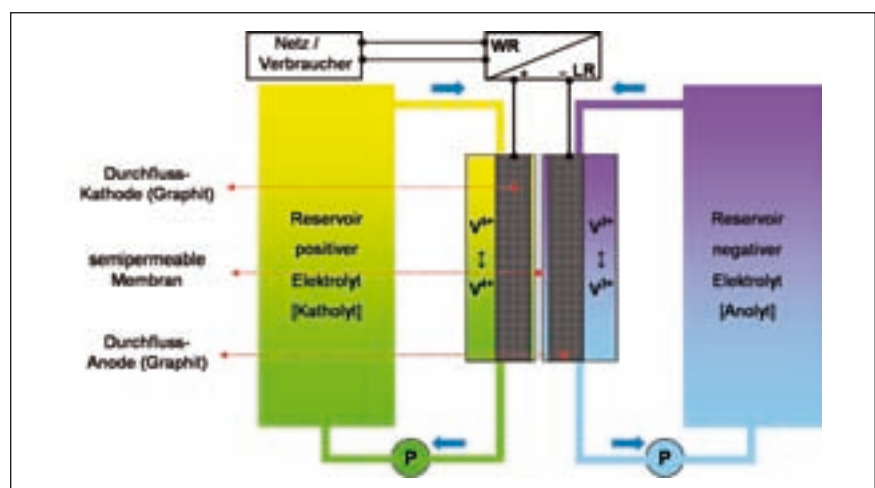 Netz /
Verbraucher
WR
LR
+
–
Durchfluss-
Kathode (Graphit)
semipermeable
Membran
Durchfluss-
Anode (Graphit)
Reservoir
positiver
Elektrolyt
[Katholyt]
Reservoir
negativer
Elektrolyt
[Anolyt]
P
P